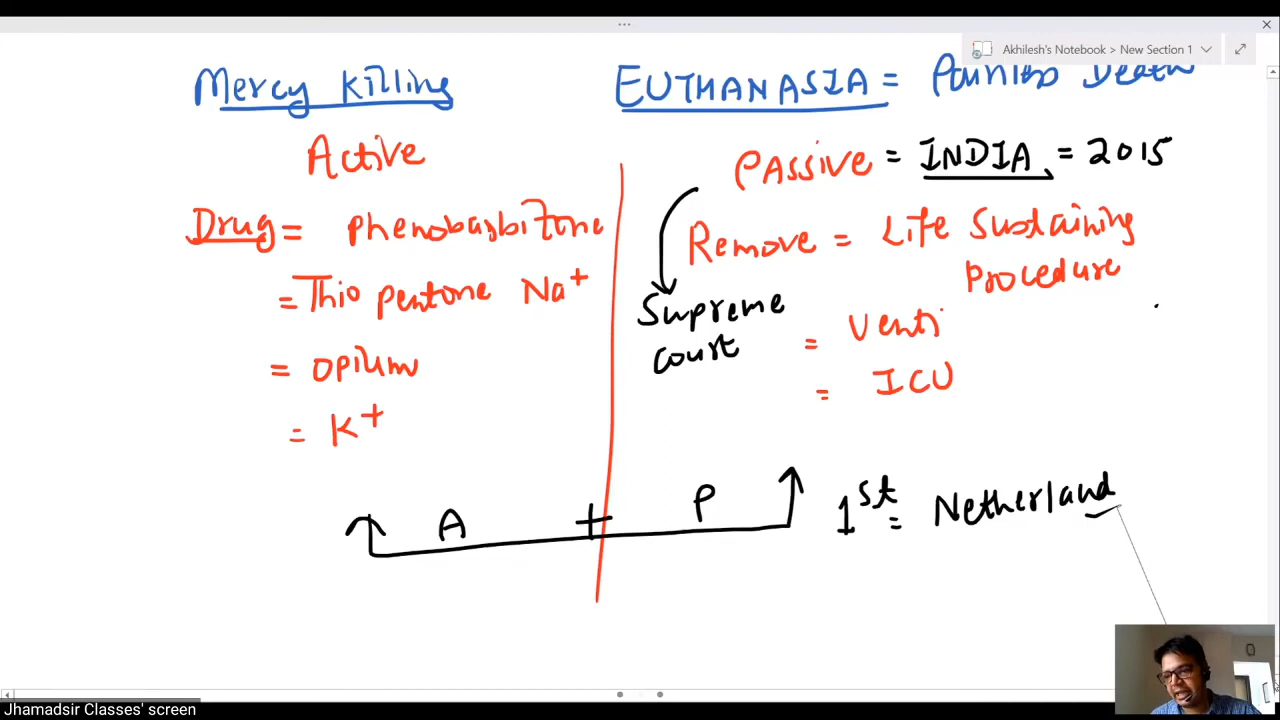 Akhilesh's Notebook > New Section 1
Mercy Killing
EUTHANASIA = Painless Death
Active
PASSIVE = INDIA = 2015
Drug = Phenobarbitone
Remove = Life Sustaining
Procedure
= Thio pentone Na+
Supreme
Court
= Venti
= opium
= ICU
= K+
A
P
1st = Netherland
Jhamadsir Classes' screen